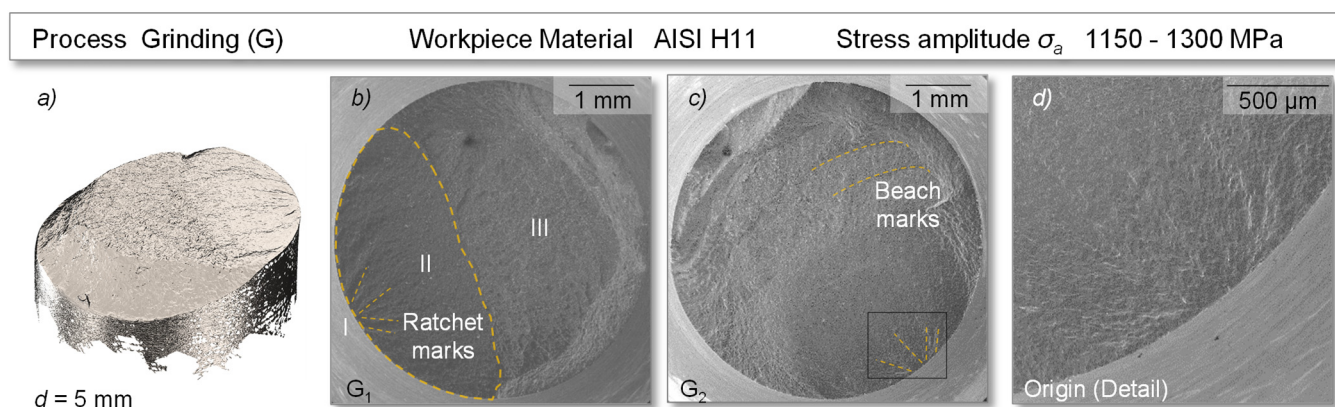 Process Grinding (G) Workpiece Material AISI H11 Stress amplitude σa 1150 - 1300 MPa
a)
d = 5 mm
b)
1 mm
III
II
I
Ratchet
marks
G1
c)
1 mm
Beach
marks
G2
d)
500 µm
Origin (Detail)